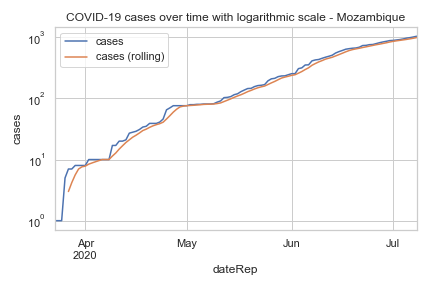 COVID-19 cases over time with logarithmic scale - Mozambique
cases
cases (rolling)
10³
10²
10¹
10⁰
cases
Apr
2020
May
Jun
Jul
dateRep